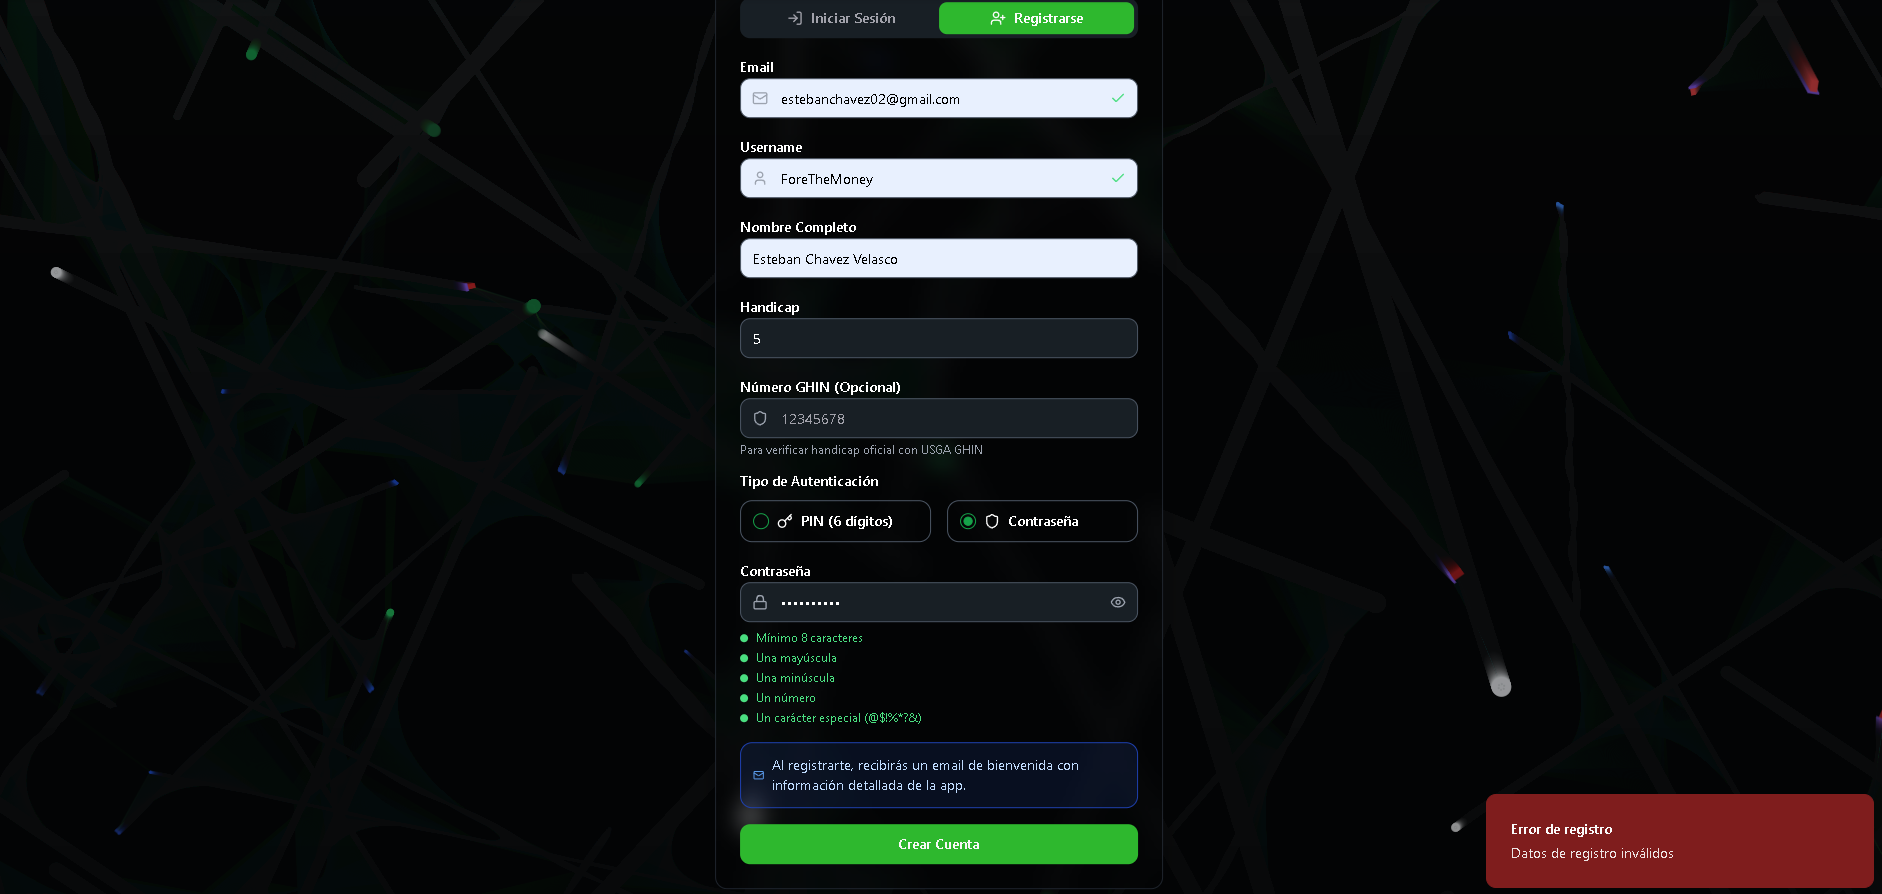 Iniciar Sesión
Registrarse
Email
estebanchavez02@gmail.com
Username
ForeTheMoney
Nombre Completo
Esteban Chavez Velasco
Handicap
5
Número GHIN (Opcional)
12345678
Para verificar handicap oficial con USGA GHIN
Tipo de Autenticación
PIN (6 dígitos)
Contraseña
Contraseña
••••••••••
Mínimo 8 caracteres
Una mayúscula
Una minúscula
Un número
Un carácter especial (@$!%*?&)
Al registrarte, recibirás un email de bienvenida con
información detallada de la app.
Crear Cuenta
Error de registro
Datos de registro inválidos